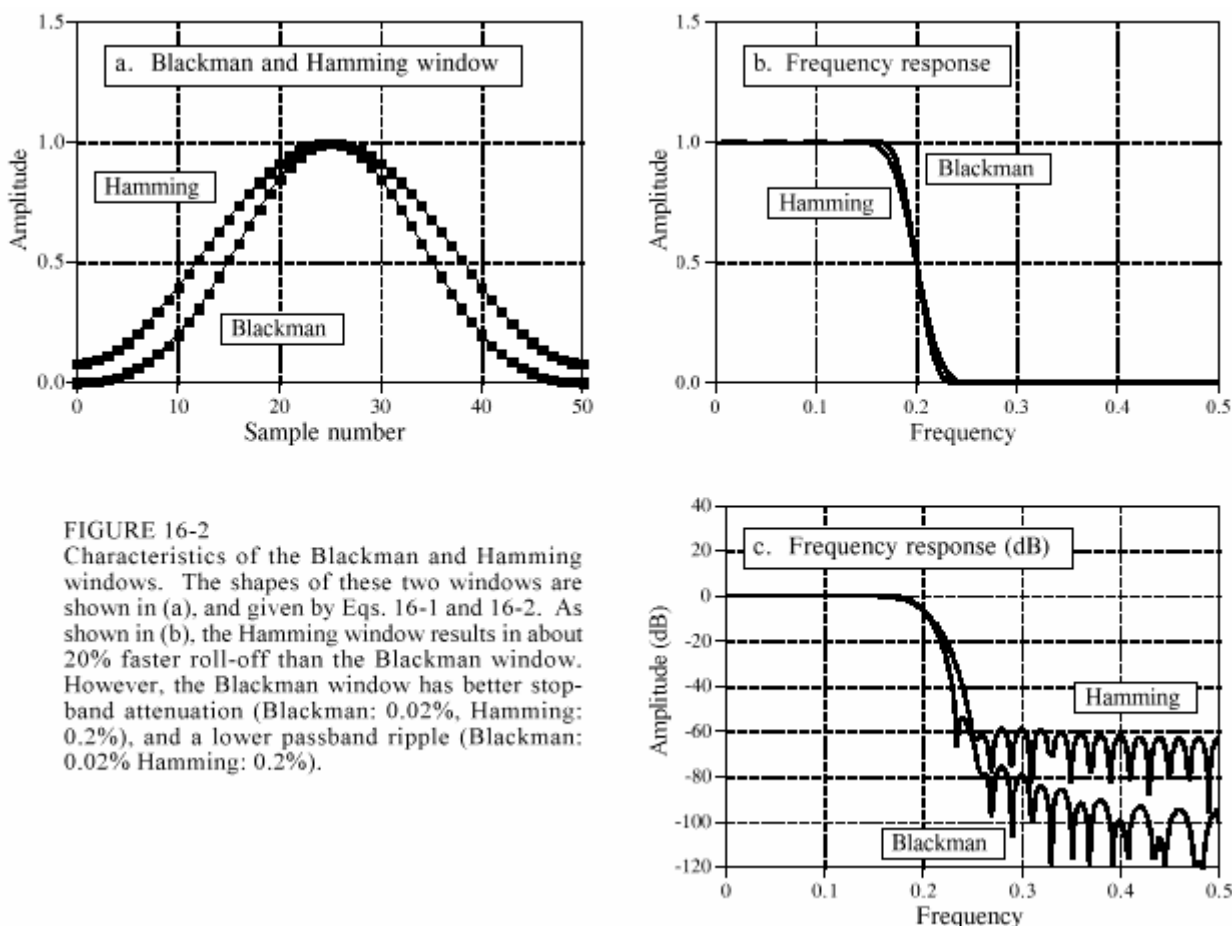 1.5
1.0
0.5
0.0
0
10
20
30
40
50
Sample number
Amplitude
a. Blackman and Hamming window
Hamming
Blackman
1.5
1.0
0.5
0.0
0
0.1
0.2
0.3
0.4
0.5
Frequency
Amplitude
b. Frequency response
Blackman
Hamming
FIGURE 16-2
Characteristics of the Blackman and Hamming
windows. The shapes of these two windows are
shown in (a), and given by Eqs. 16-1 and 16-2. As
shown in (b), the Hamming window results in about
20% faster roll-off than the Blackman window.
However, the Blackman window has better stop-
band attenuation (Blackman: 0.02%, Hamming:
0.2%), and a lower passband ripple (Blackman:
0.02% Hamming: 0.2%).
40
20
0
-20
-40
-60
-80
-100
-120
0
0.1
0.2
0.3
0.4
0.5
Frequency
Amplitude (dB)
c. Frequency response (dB)
Hamming
Blackman